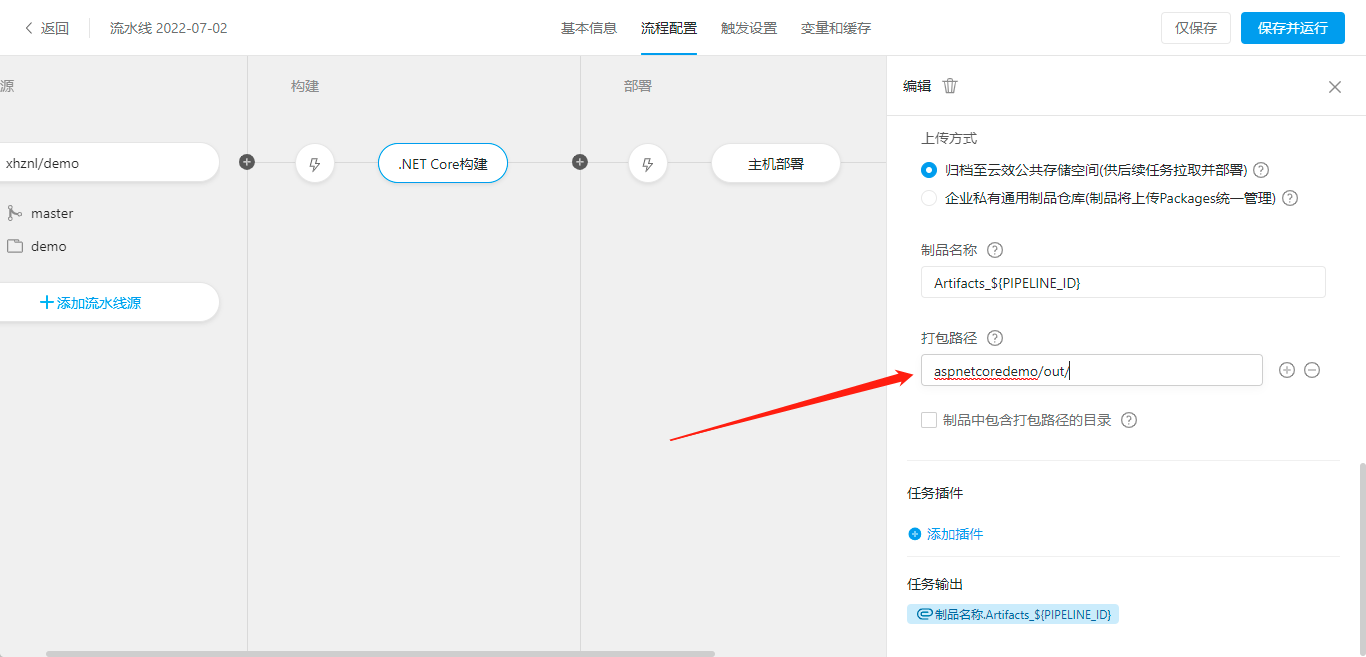 返回
流水线 2022-07-02
基本信息
流程配置
触发设置
变量和缓存
仅保存
保存并运行
源
构建
部署
xhznl/demo
.NET Core构建
主机部署
master
demo
添加流水线源
编辑
上传方式
归档至云效公共存储空间(供后续任务拉取并部署)
企业私有通用制品仓库(制品将上传Packages统一管理)
制品名称
Artifacts_${PIPELINE_ID}
打包路径
aspnetcoredemo/out/
制品中包含打包路径的目录
任务插件
添加插件
任务输出
制品名称.Artifacts_${PIPELINE_ID}